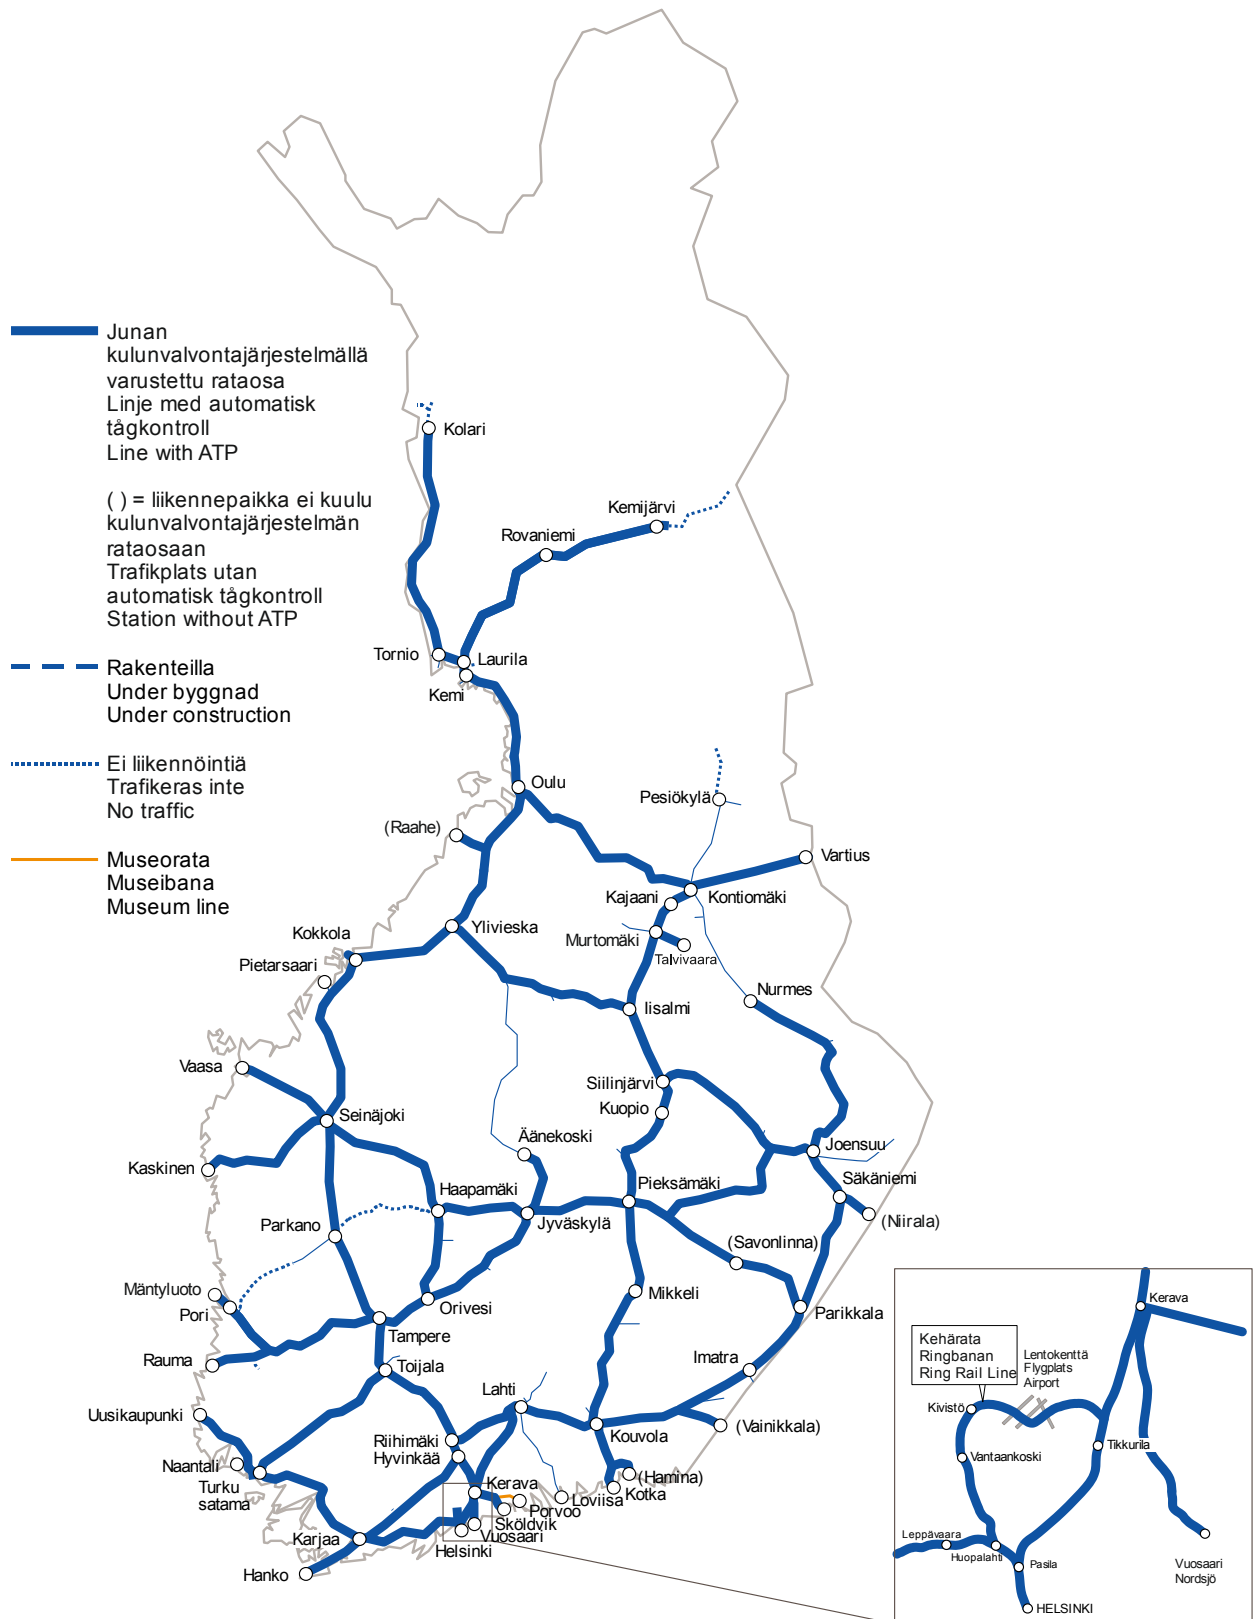 Junan
kulunvalvontajärjestelmällä
varustettu rataosa
Linje med automatisk
tågkontroll
Line with ATP
( ) = liikennepaikka ei kuulu
kulunvalvontajärjestelmän
rataosaan
Trafikplats utan
automatisk tågkontroll
Station without ATP
Rakenteilla
Under byggnad
Under construction
Ei liikennöintiä
Trafikeras inte
No traffic
Museorata
Museibana
Museum line
Kolari
Kemijärvi
Rovaniemi
Tornio
Laurila
Kemi
Oulu
Pesiökylä
(Raahe)
Vartius
Kajaani
Kontiomäki
Ylivieska
Kokkola
Murtomäki
Talvivaara
Pietarsaari
Nurmes
Iisalmi
Vaasa
Siilinjärvi
Kuopio
Seinäjoki
Äänekoski
Joensuu
Kaskinen
Säkäniemi
Pieksämäki
Haapamäki
Jyväskylä
(Niirala)
Parkano
(Savonlinna)
Mäntyluoto
Mikkeli
Orivesi
Parikkala
Pori
Tampere
Rauma
Toijala
Imatra
Lahti
Uusikaupunki
(Vainikkala)
Kouvola
Riihimäki
Hyvinkää
Naantali
(Hamina)
Turku
satama
Kerava
Kotka
Loviisa
Porvoo
Sköldvik
Vuosaari
Karjaa
Helsinki
Hanko
Kerava
Kehärata
Ringbanan
Ring Rail Line
Lentokenttä
Flygplats
Airport
Kivistö
Tikkurila
Vantaankoski
Leppävaara
Huopalahti
Pasila
Vuosaari
Nordsjö
HELSINKI